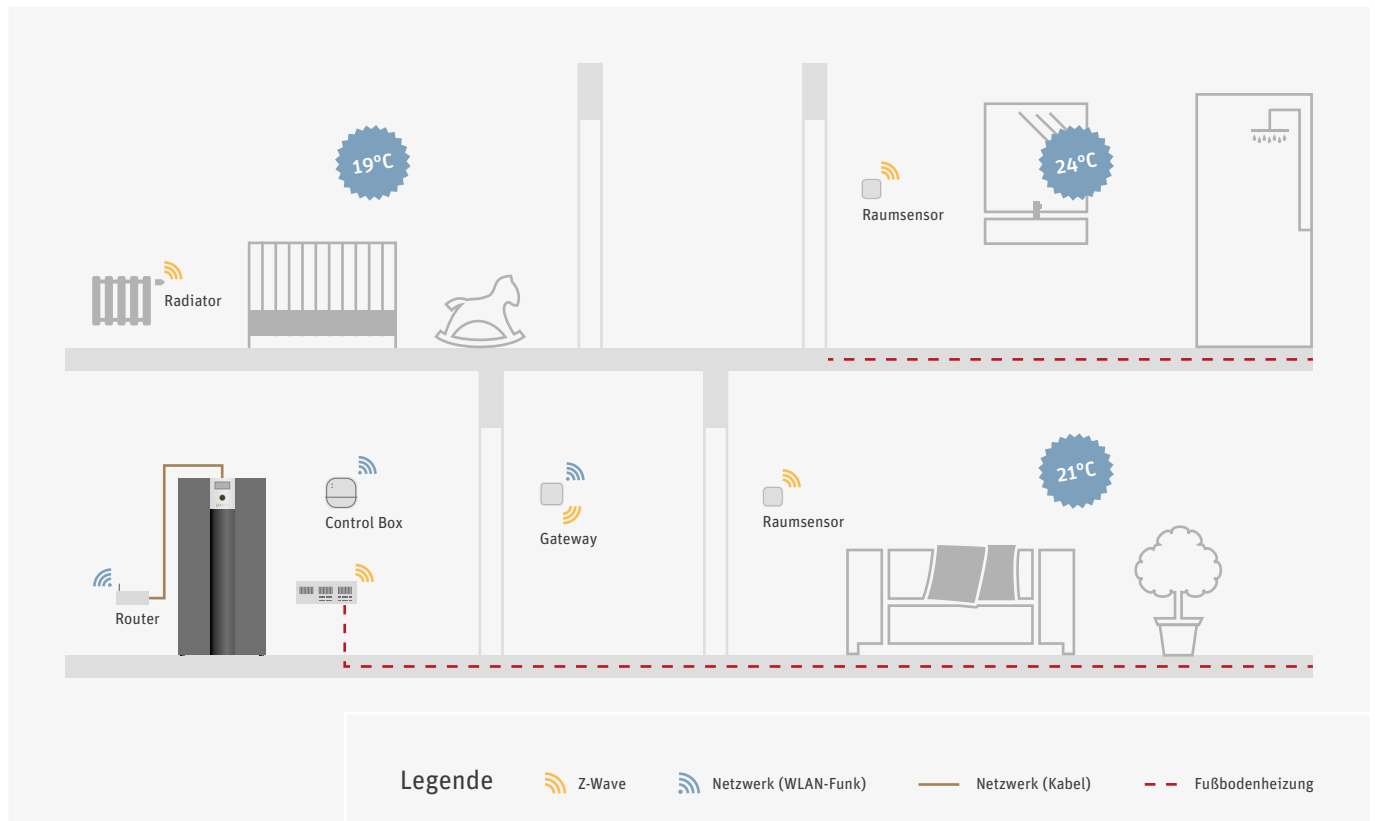 19°C
24°C
Raumsensor
Radiator
21°C
Control Box
Gateway
Raumsensor
Router
Legende
Z-Wave
Netzwerk (WLAN-Funk)
Netzwerk (Kabel)
Fußbodenheizung